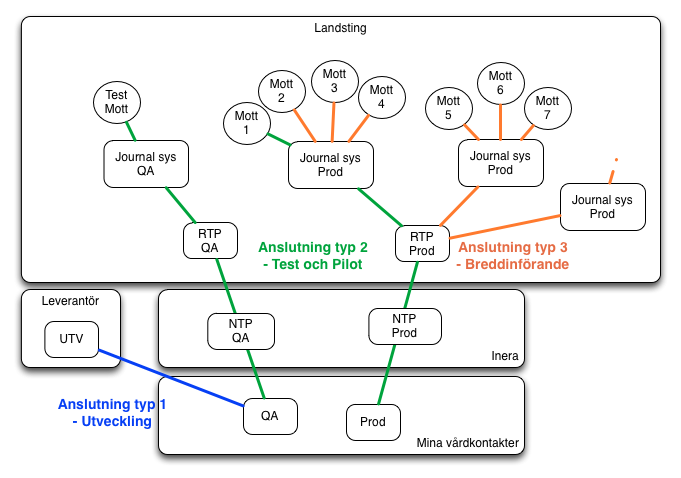 Landsting
Test
Mott
Mott
1
Mott
2
Mott
3
Mott
4
Mott
5
Mott
6
Mott
7
Journal sys
QA
Journal sys
Prod
Journal sys
Prod
Journal sys
Prod
RTP
QA
Anslutning typ 2
- Test och Pilot
RTP
Prod
Anslutning typ 3
- Breddinförande
Leverantör
UTV
NTP
QA
NTP
Prod
Inera
Anslutning typ 1
- Utveckling
QA
Prod
Mina vårdkontakter